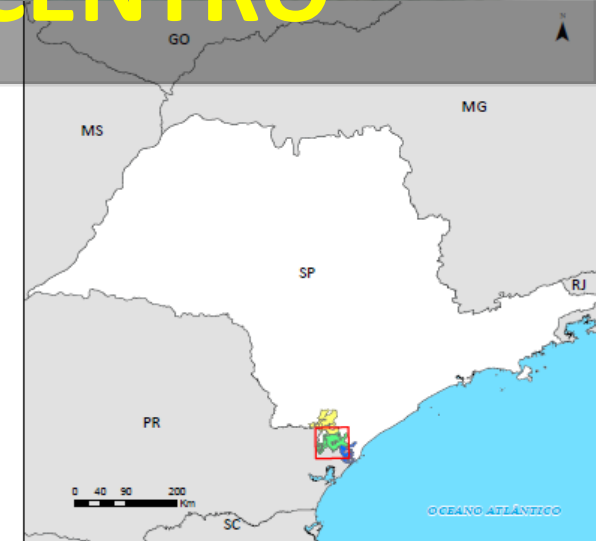 CENTRO
GO
N
MG
MS
SP
RJ
PR
0 40 90 200
Km
OCEANO ATLÂNTICO
SC